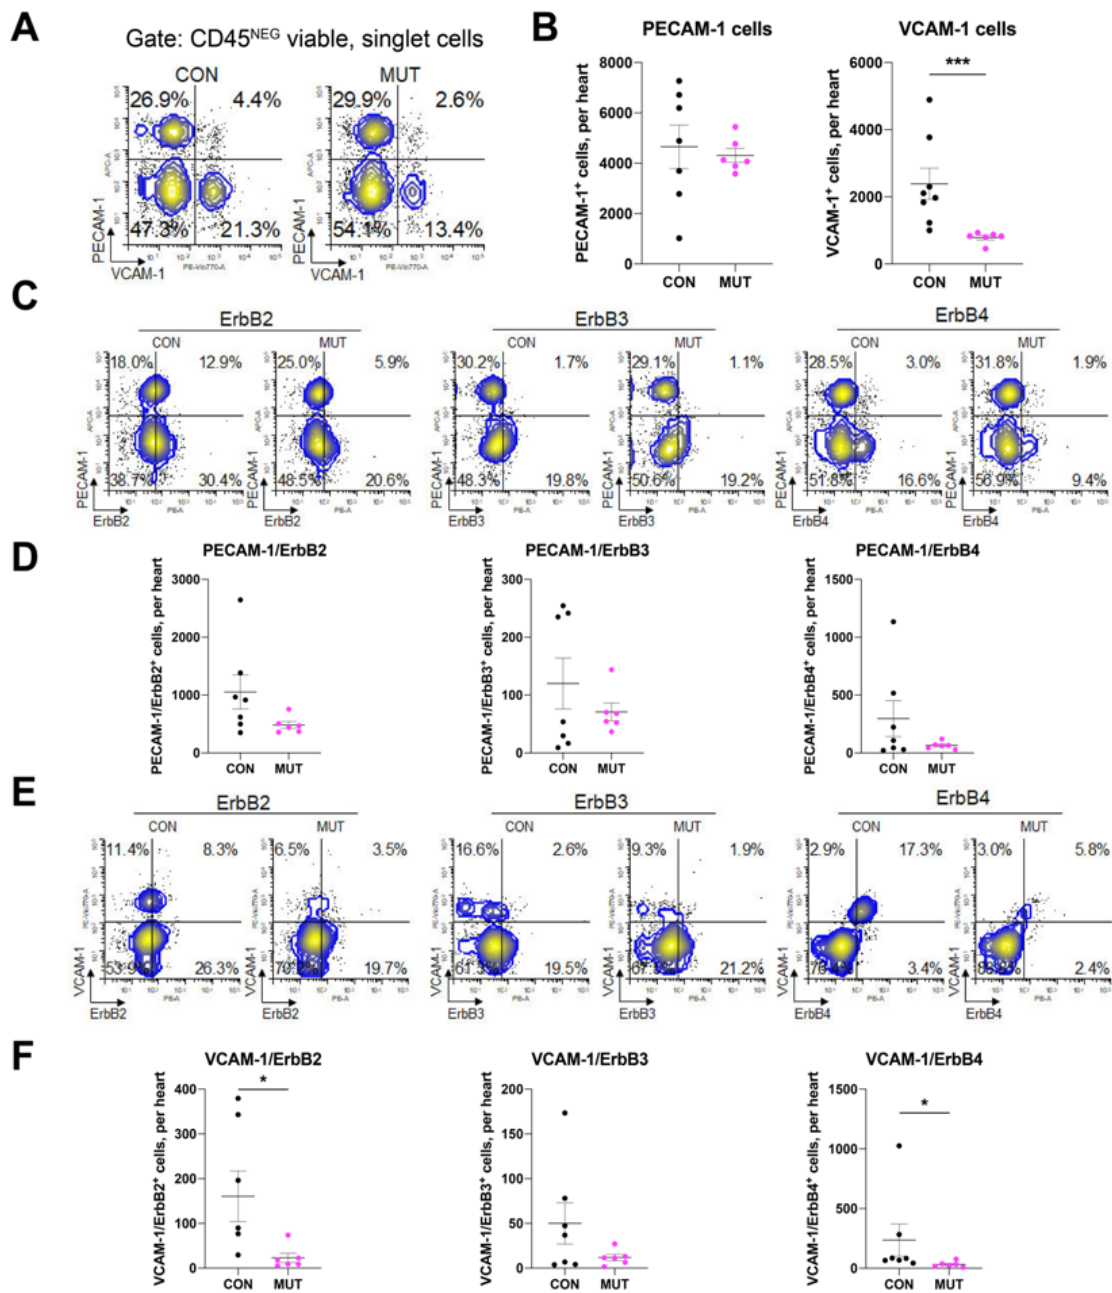 A
Gate: CD45NEG viable, singlet cells
CON
MUT
26.9%
4.4%
29.9%
2.6%
47.3%
21.3%
54.1%
13.4%
PECAM-1
APC-A
VCAM-1
PE-Vio770-A
PECAM-1
APC-A
VCAM-1
PE-Vio770-A
B
PECAM-1 cells
PECAM-1+ cells, per heart
8000
6000
4000
2000
0
CON
MUT
VCAM-1 cells
VCAM-1+ cells, per heart
6000
4000
2000
0
***
CON
MUT
C
ErbB2
CON
MUT
18.0%
12.9%
25.0%
5.9%
38.7%
30.4%
48.5%
20.6%
PECAM-1
ErbB2
PECAM-1
ErbB2
ErbB3
CON
MUT
30.2%
1.7%
29.1%
1.1%
48.3%
19.8%
50.6%
19.2%
PECAM-1
ErbB3
PECAM-1
ErbB3
ErbB4
CON
MUT
28.5%
3.0%
31.8%
1.9%
51.8%
16.6%
56.9%
9.4%
PECAM-1
ErbB4
PECAM-1
ErbB4
D
PECAM-1/ErbB2
PECAM-1/ErbB2+ cells, per heart
3000
2000
1000
0
CON
MUT
PECAM-1/ErbB3
PECAM-1/ErbB3+ cells, per heart
300
200
100
0
CON
MUT
PECAM-1/ErbB4
PECAM-1/ErbB4+ cells, per heart
1500
1000
500
0
CON
MUT
E
ErbB2
CON
MUT
11.4%
8.3%
6.5%
3.5%
53.9%
26.3%
19.7%
VCAM-1
ErbB2
VCAM-1
ErbB2
ErbB3
CON
MUT
16.6%
2.6%
9.3%
1.9%
61.3%
19.5%
21.2%
VCAM-1
ErbB3
VCAM-1
ErbB3
ErbB4
CON
MUT
2.9%
17.3%
3.0%
5.8%
3.4%
2.4%
VCAM-1
ErbB4
VCAM-1
ErbB4
F
VCAM-1/ErbB2
VCAM-1/ErbB2+ cells, per heart
400
300
200
100
0
*
CON
MUT
VCAM-1/ErbB3
VCAM-1/ErbB3+ cells, per heart
200
150
100
50
0
CON
MUT
VCAM-1/ErbB4
VCAM-1/ErbB4+ cells, per heart
1500
1000
500
0
*
CON
MUT